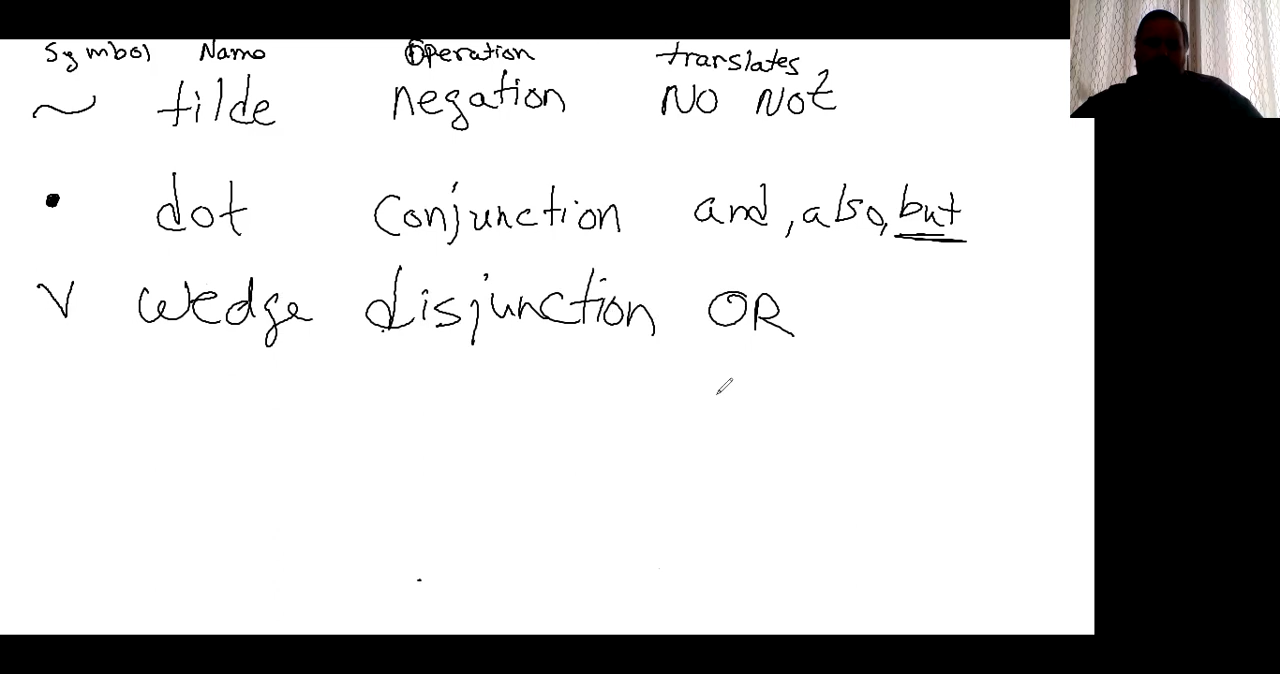 Symbol Name Operation translates
~ tilde negation No Not
• dot Conjunction and, also, but
v wedge disjunction OR